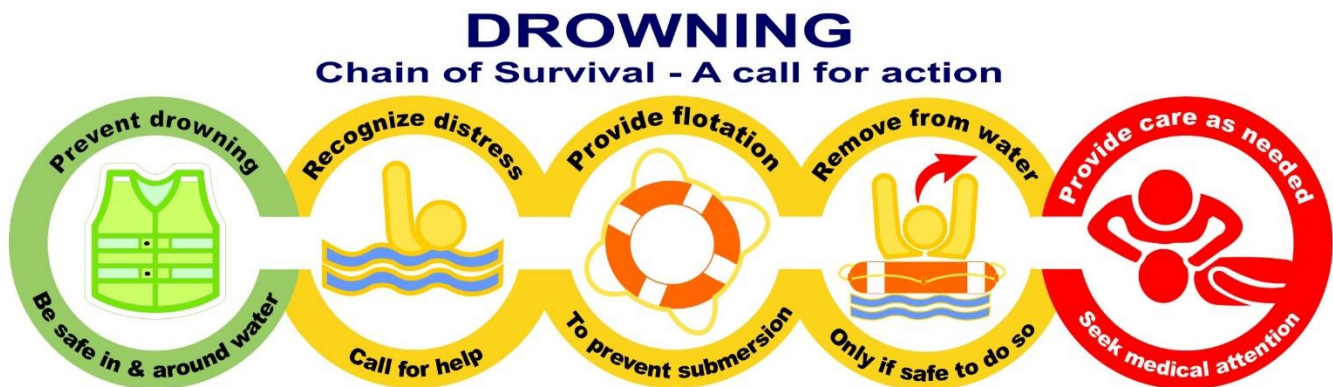 DROWNING
Chain of Survival - A call for action
Prevent drowning
Be safe in & around water
Recognize distress
Call for help
Provide flotation
To prevent submersion
Remove from water
Only if safe to do so
Provide care as needed
Seek medical attention